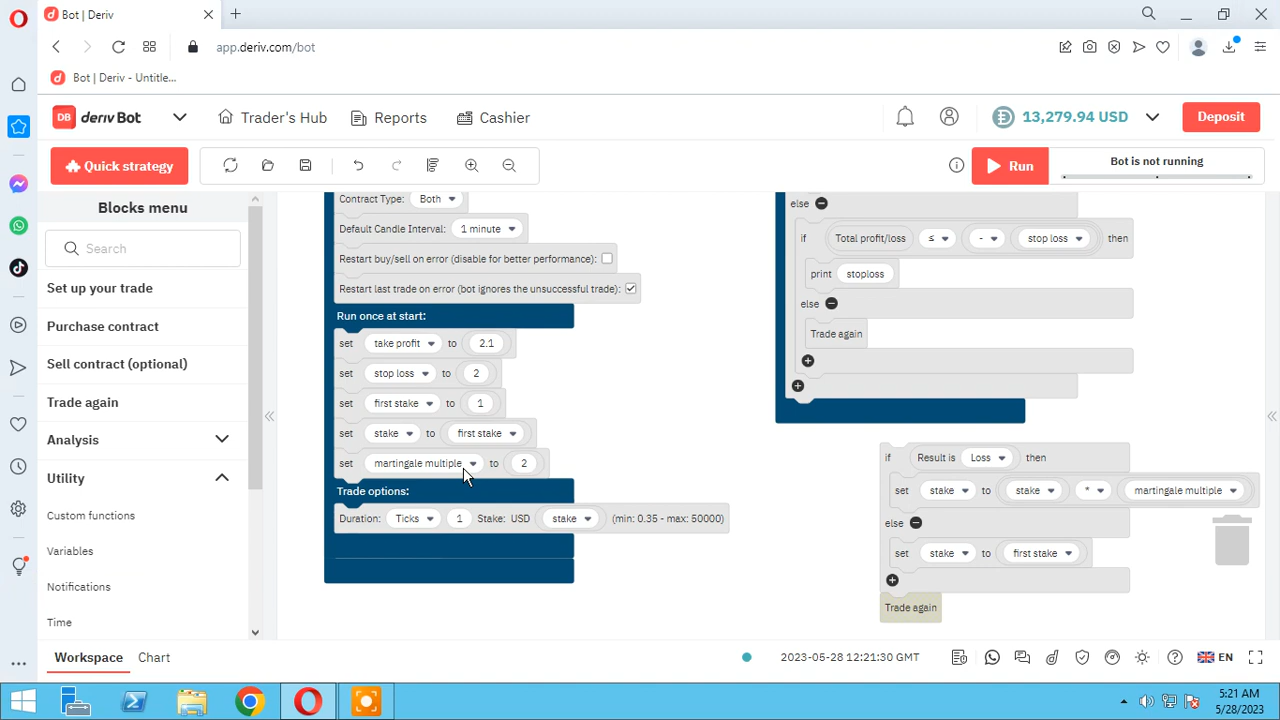 Bot | Deriv
app.deriv.com/bot
Bot | Deriv - Untitle...
DB deriv Bot
Trader's Hub
Reports
Cashier
13,279.94 USD
Deposit
Quick strategy
Run
Bot is not running
Blocks menu
Search
Set up your trade
Purchase contract
Sell contract (optional)
Trade again
Analysis
Utility
Custom functions
Variables
Notifications
Time
Contract Type: Both
Default Candle Interval: 1 minute
Restart buy/sell on error (disable for better performance):
Restart last trade on error (bot ignores the unsuccessful trade):
Run once at start:
set take profit to 2.1
set stop loss to 2
set first stake to 1
set stake to first stake
set martingale multiple to 2
Trade options:
Duration: Ticks 1 Stake: USD stake (min: 0.35 - max: 50000)
else
if Total profit/loss ≤ - stop loss then
print stoploss
else
Trade again
if Result is Loss then
set stake to stake * martingale multiple
else
set stake to first stake
Trade again
Workspace
Chart
2023-05-28 12:21:30 GMT
EN
5:21 AM
5/28/2023